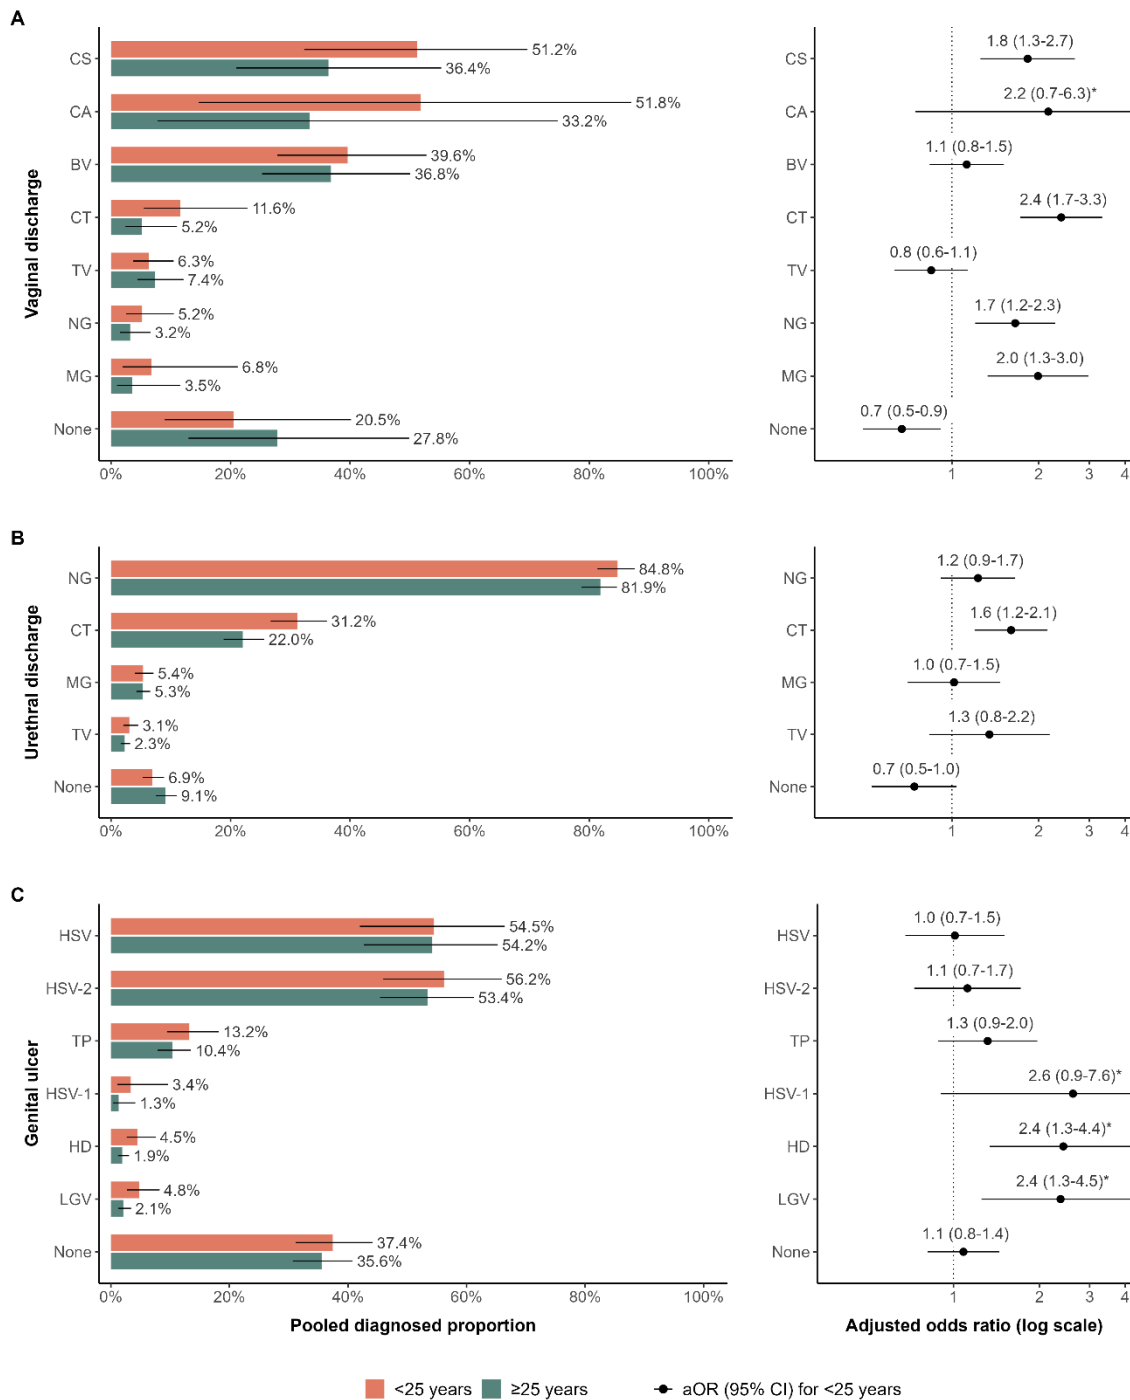 A
Vaginal discharge
CS
51.2%
36.4%
CA
51.8%
33.2%
BV
39.6%
36.8%
CT
11.6%
5.2%
TV
6.3%
7.4%
NG
5.2%
3.2%
MG
6.8%
3.5%
None
20.5%
27.8%
0% 20% 40% 60% 80% 100%
CS
1.8 (1.3-2.7)
CA
2.2 (0.7-6.3)*
BV
1.1 (0.8-1.5)
CT
2.4 (1.7-3.3)
TV
0.8 (0.6-1.1)
NG
1.7 (1.2-2.3)
MG
2.0 (1.3-3.0)
None
0.7 (0.5-0.9)
1 2 3 4
B
Urethral discharge
NG
84.8%
81.9%
CT
31.2%
22.0%
MG
5.4%
5.3%
TV
3.1%
2.3%
None
6.9%
9.1%
0% 20% 40% 60% 80% 100%
NG
1.2 (0.9-1.7)
CT
1.6 (1.2-2.1)
MG
1.0 (0.7-1.5)
TV
1.3 (0.8-2.2)
None
0.7 (0.5-1.0)
1 2 3 4
C
Genital ulcer
HSV
54.5%
54.2%
HSV-2
56.2%
53.4%
TP
13.2%
10.4%
HSV-1
3.4%
1.3%
HD
4.5%
1.9%
LGV
4.8%
2.1%
None
37.4%
35.6%
0% 20% 40% 60% 80% 100%
Pooled diagnosed proportion
HSV
1.0 (0.7-1.5)
HSV-2
1.1 (0.7-1.7)
TP
1.3 (0.9-2.0)
HSV-1
2.6 (0.9-7.6)*
HD
2.4 (1.3-4.4)*
LGV
2.4 (1.3-4.5)*
None
1.1 (0.8-1.4)
1 2 3 4
Adjusted odds ratio (log scale)
<25 years ≥25 years aOR (95% CI) for <25 years